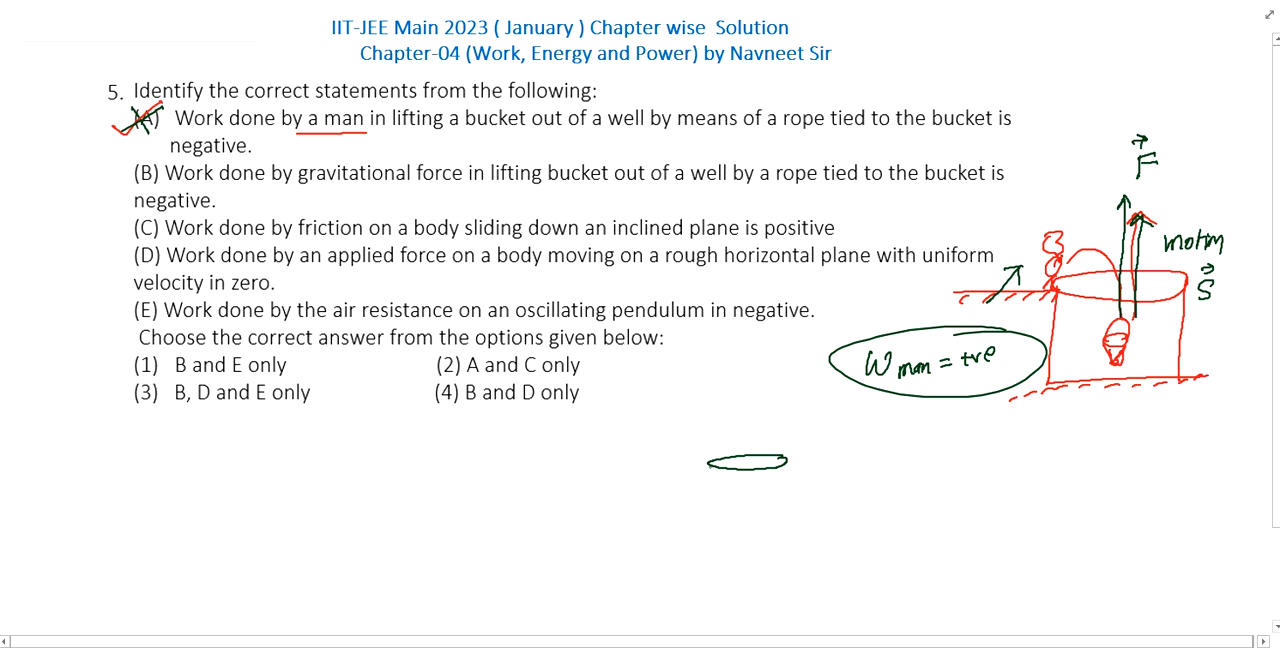 IIT-JEE Main 2023 ( January ) Chapter wise Solution
Chapter-04 (Work, Energy and Power) by Navneet Sir
5. Identify the correct statements from the following:
(A) Work done by a man in lifting a bucket out of a well by means of a rope tied to the bucket is
negative.
(B) Work done by gravitational force in lifting bucket out of a well by a rope tied to the bucket is
negative.
(C) Work done by friction on a body sliding down an inclined plane is positive
(D) Work done by an applied force on a body moving on a rough horizontal plane with uniform
velocity in zero.
(E) Work done by the air resistance on an oscillating pendulum in negative.
Choose the correct answer from the options given below:
(1) B and E only (2) A and C only
(3) B, D and E only (4) B and D only
F
motion
S
W man = +ve